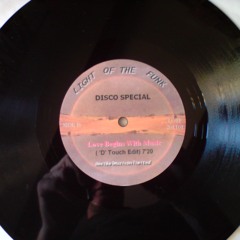 LIGHT OF THE FUNK
DISCO SPECIAL
Love Begins With Music
( 'D' Touch Edit) 7'30